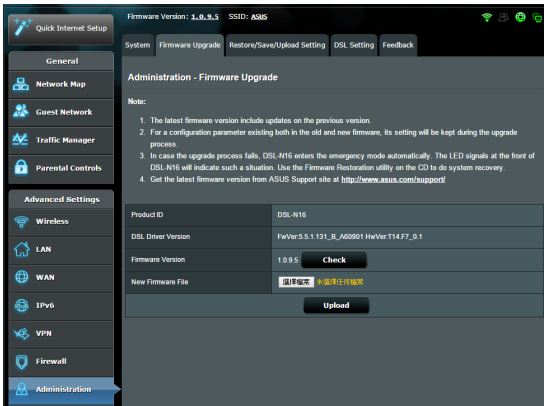 Quick Internet Setup
General
Network Map
Guest Network
Traffic Manager
Parental Controls
Advanced Settings
Wireless
LAN
WAN
IPv6
VPN
Firewall
Administration
Firmware Version: 1.0.9.5 SSID: ASUS
System Firmware Upgrade Restore/Save/Upload Setting DSL Setting Feedback
Administration - Firmware Upgrade
Note:
1. The latest firmware version include updates on the previous version.
2. For a configuration parameter existing both in the old and new firmware, its setting will be kept during the upgrade
process.
3. In case the upgrade process fails, DSL-N16 enters the emergency mode automatically. The LED signals at the front of
DSL-N16 will indicate such a situation. Use the Firmware Restoration utility on the CD to do system recovery.
4. Get the latest firmware version from ASUS Support site at http://www.asus.com/support/
Product ID DSL-N16
DSL Driver Version FwVer:5.5.1.131_B_A60901 HwVer:T14.F7_0.1
Firmware Version 1.0.9.5 Check
New Firmware File 選擇檔案 未選擇任何檔案
Upload